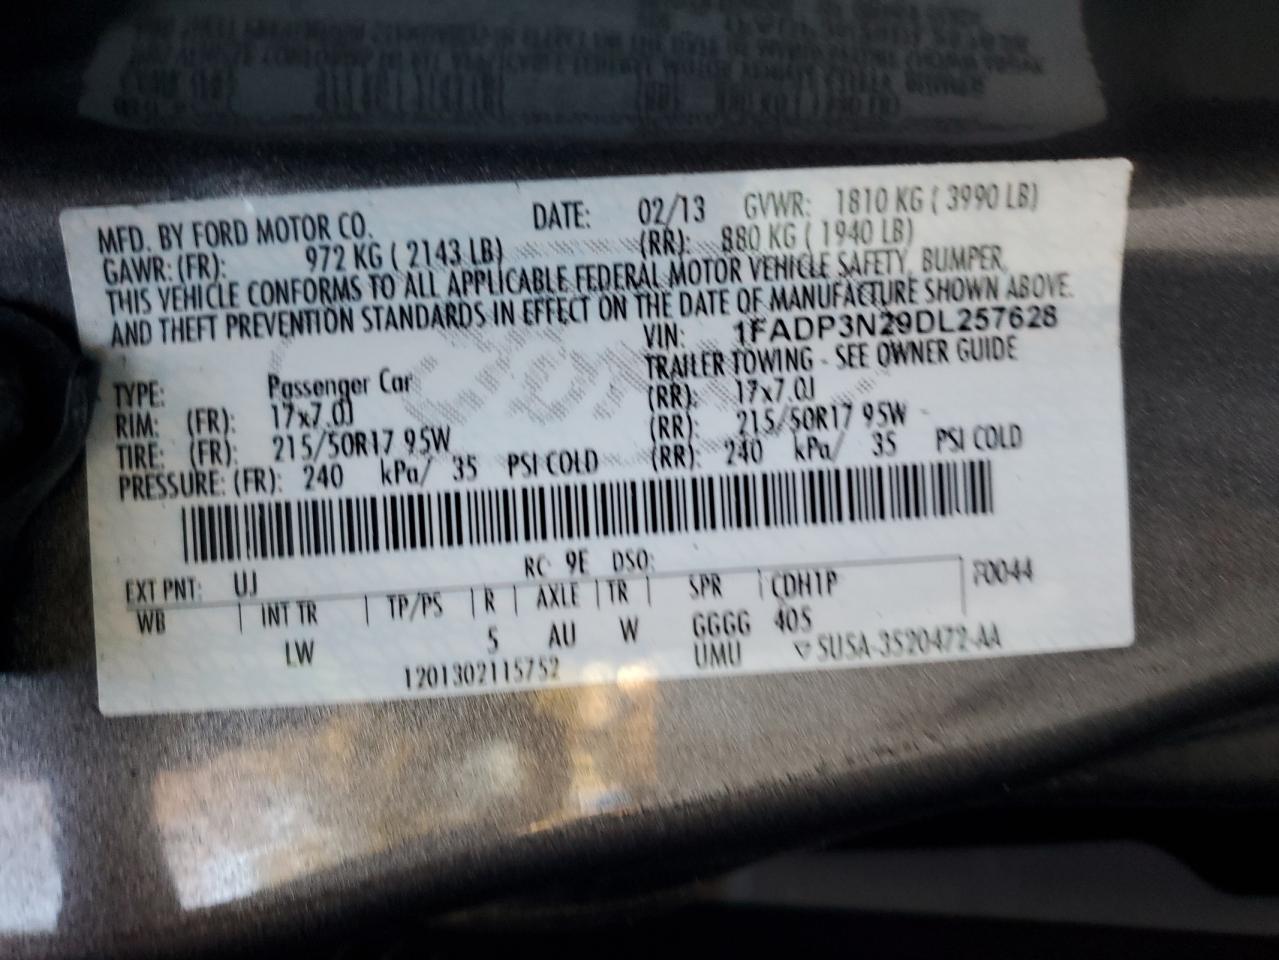 MFD. BY FORD MOTOR CO. DATE: 02/13 GVWR: 1810 KG ( 3990 LB)
GAWR: (FR): 972 KG ( 2143 LB) (RR): 880 KG ( 1940 LB)
THIS VEHICLE CONFORMS TO ALL APPLICABLE FEDERAL MOTOR VEHICLE SAFETY, BUMPER,
AND THEFT PREVENTION STANDARDS IN EFFECT ON THE DATE OF MANUFACTURE SHOWN ABOVE.
VIN: 1FADP3N29DL257628
TYPE: Passenger Car TRAILER TOWING - SEE OWNER GUIDE
RIM: (FR): 17x7.0J (RR): 17x7.0J
TIRE: (FR): 215/50R17 95W (RR): 215/50R17 95W
PRESSURE: (FR): 240 kPa/ 35 PSI COLD (RR): 240 kPa/ 35 PSI COLD
EXT PNT: UJ RC: 9E DSO: F0044
WB INT TR TP/PS R AXLE TR SPR CDH1P
LW 5 AU W GGGG 405
1201302115752 UMU ▽ 5U5A-3520472-AA